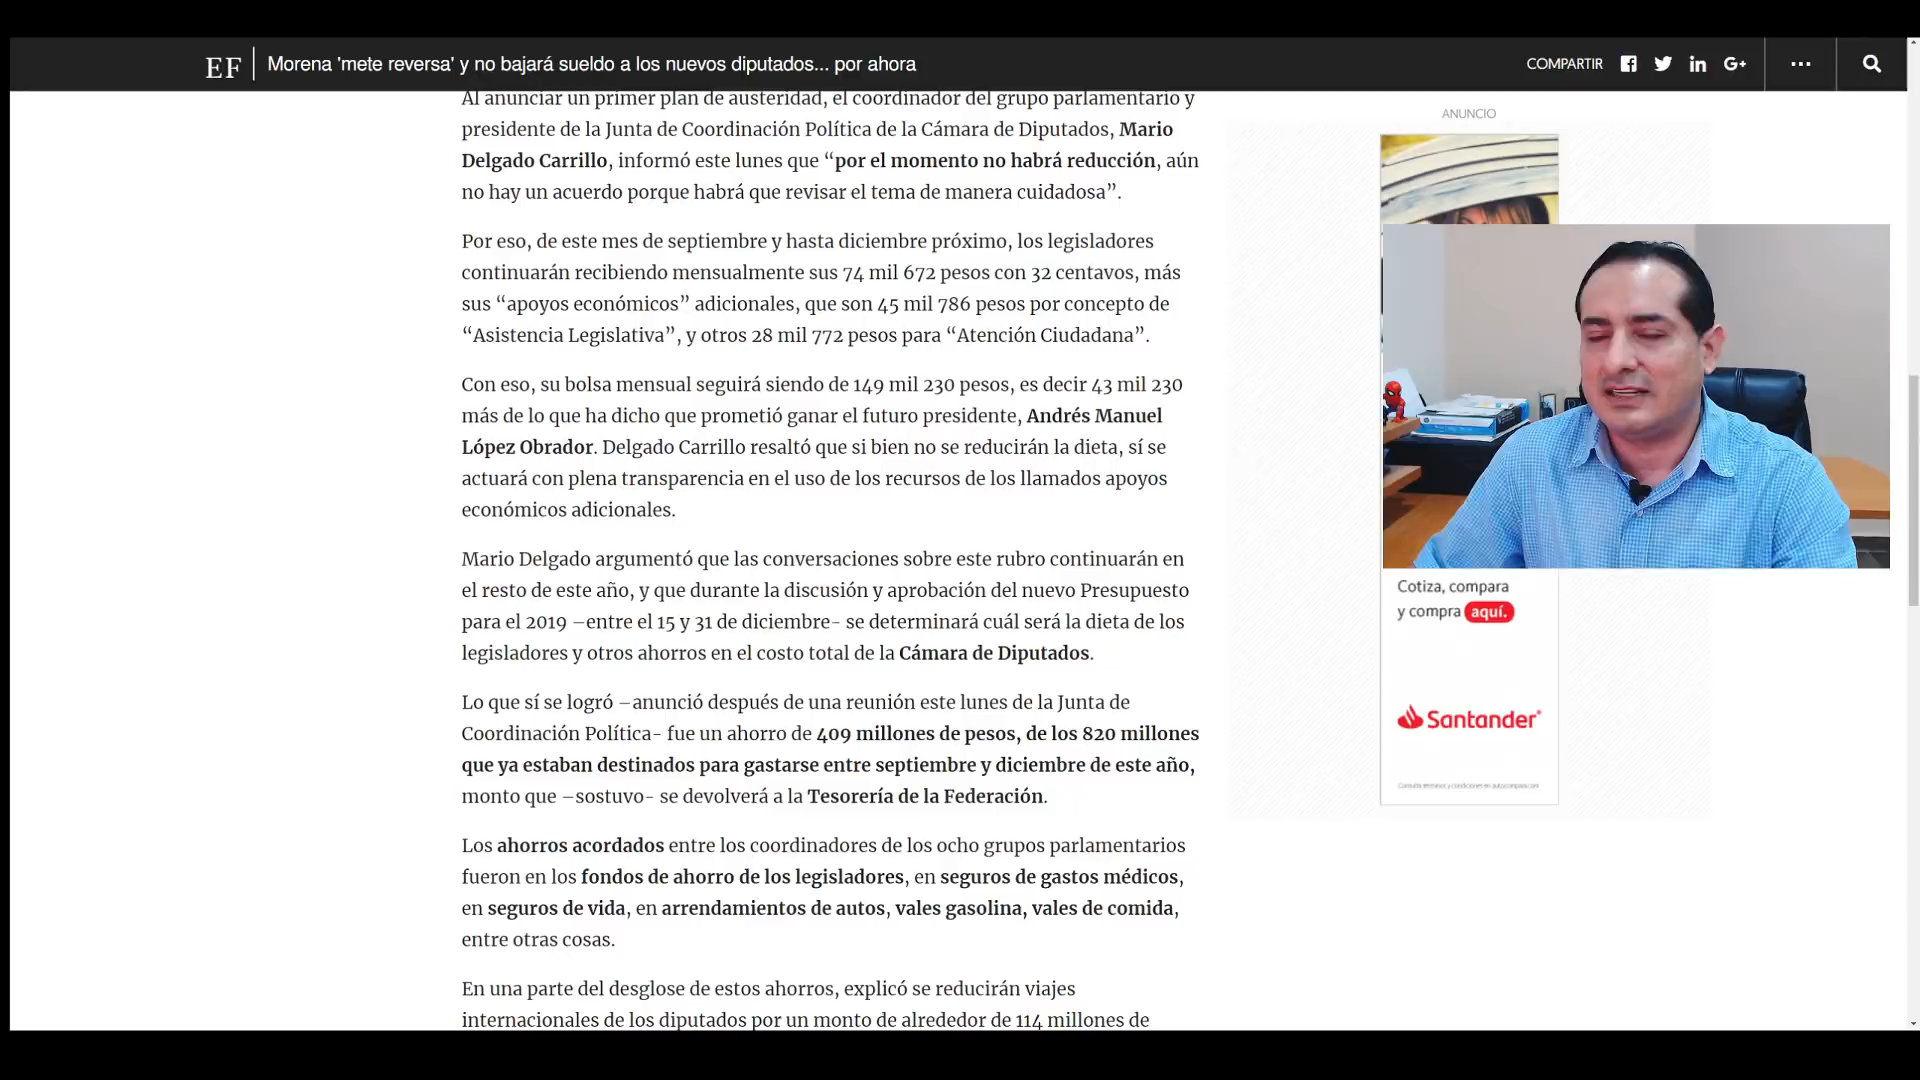 EF
Morena 'mete reversa' y no bajará sueldo a los nuevos diputados... por ahora
COMPARTIR
Al anunciar un primer plan de austeridad, el coordinador del grupo parlamentario y
presidente de la Junta de Coordinación Política de la Cámara de Diputados, Mario
Delgado Carrillo, informó este lunes que “por el momento no habrá reducción, aún
no hay un acuerdo porque habrá que revisar el tema de manera cuidadosa”.
Por eso, de este mes de septiembre y hasta diciembre próximo, los legisladores
continuarán recibiendo mensualmente sus 74 mil 672 pesos con 32 centavos, más
sus “apoyos económicos” adicionales, que son 45 mil 786 pesos por concepto de
“Asistencia Legislativa”, y otros 28 mil 772 pesos para “Atención Ciudadana”.
Con eso, su bolsa mensual seguirá siendo de 149 mil 230 pesos, es decir 43 mil 230
más de lo que ha dicho que prometió ganar el futuro presidente, Andrés Manuel
López Obrador. Delgado Carrillo resaltó que si bien no se reducirán la dieta, sí se
actuará con plena transparencia en el uso de los recursos de los llamados apoyos
económicos adicionales.
Mario Delgado argumentó que las conversaciones sobre este rubro continuarán en
el resto de este año, y que durante la discusión y aprobación del nuevo Presupuesto
para el 2019 –entre el 15 y 31 de diciembre- se determinará cuál será la dieta de los
legisladores y otros ahorros en el costo total de la Cámara de Diputados.
Lo que sí se logró –anunció después de una reunión este lunes de la Junta de
Coordinación Política- fue un ahorro de 409 millones de pesos, de los 820 millones
que ya estaban destinados para gastarse entre septiembre y diciembre de este año,
monto que –sostuvo- se devolverá a la Tesorería de la Federación.
Los ahorros acordados entre los coordinadores de los ocho grupos parlamentarios
fueron en los fondos de ahorro de los legisladores, en seguros de gastos médicos,
en seguros de vida, en arrendamientos de autos, vales gasolina, vales de comida,
entre otras cosas.
En una parte del desglose de estos ahorros, explicó se reducirán viajes
internacionales de los diputados por un monto de alrededor de 114 millones de
ANUNCIO
Cotiza, compara
y compra aquí.
Santander